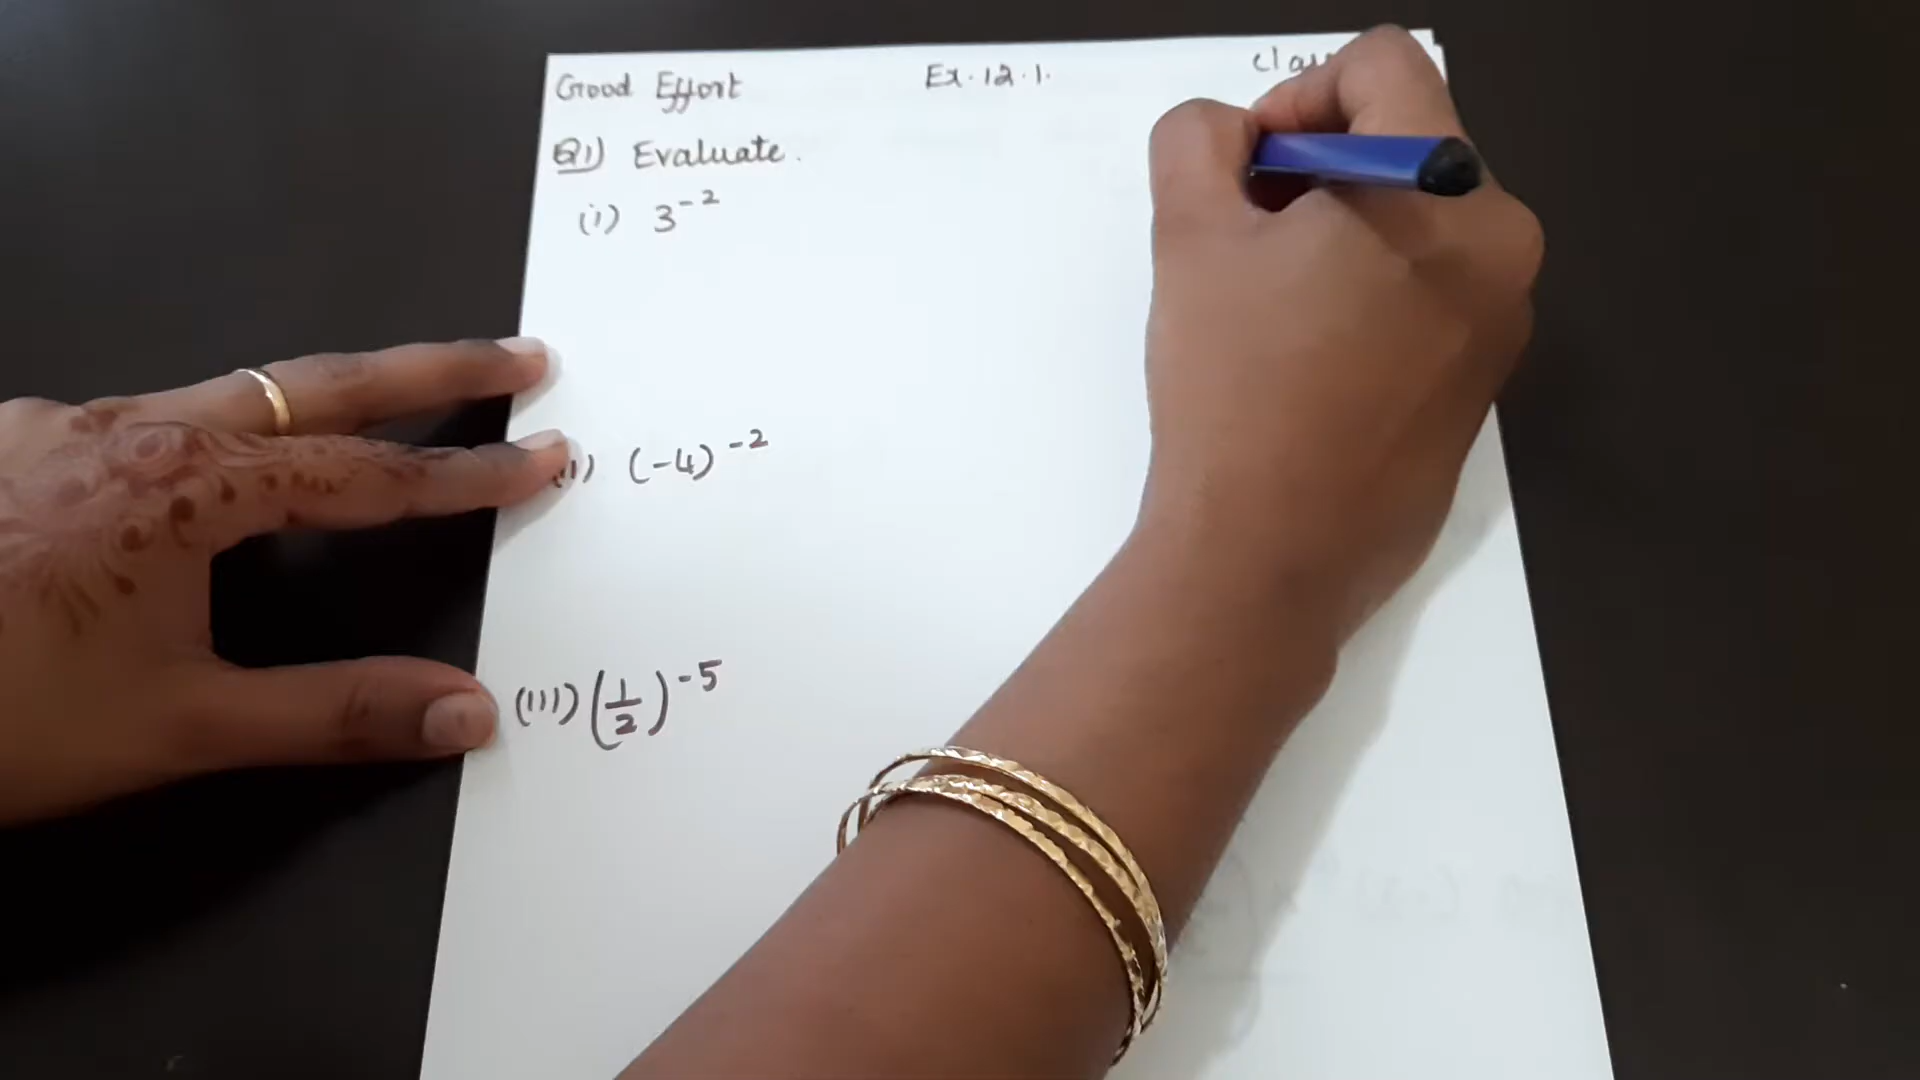 Good Effort Ex.12.1.
Q1) Evaluate.
(i) 3⁻²
(-4)⁻²
(iii) (1/2)⁻⁵